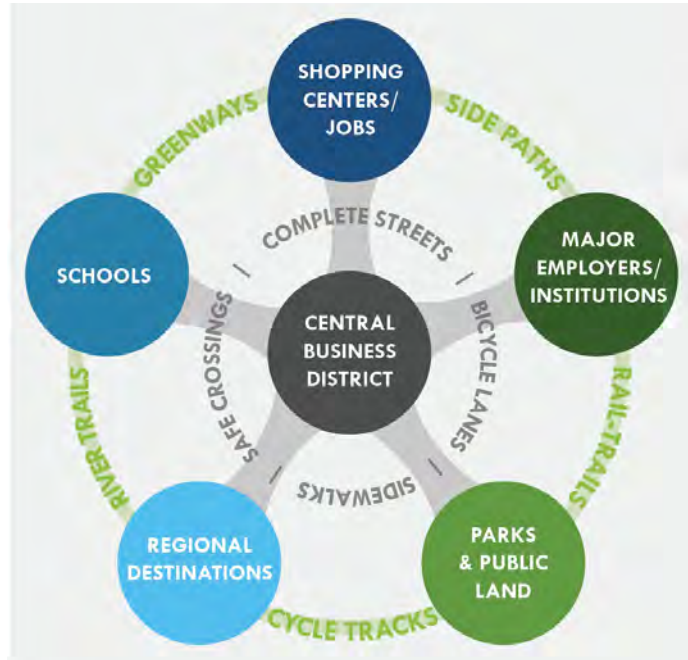 SHOPPING
CENTERS/
JOBS
GREENWAYS
SIDE PATHS
COMPLETE STREETS
SCHOOLS
MAJOR
EMPLOYERS/
INSTITUTIONS
CENTRAL
BUSINESS
DISTRICT
SAFE CROSSINGS
BICYCLE LANES
SIDEWALKS
RIVER TRAILS
RAIL-TRAILS
REGIONAL
DESTINATIONS
PARKS
& PUBLIC
LAND
CYCLE TRACKS